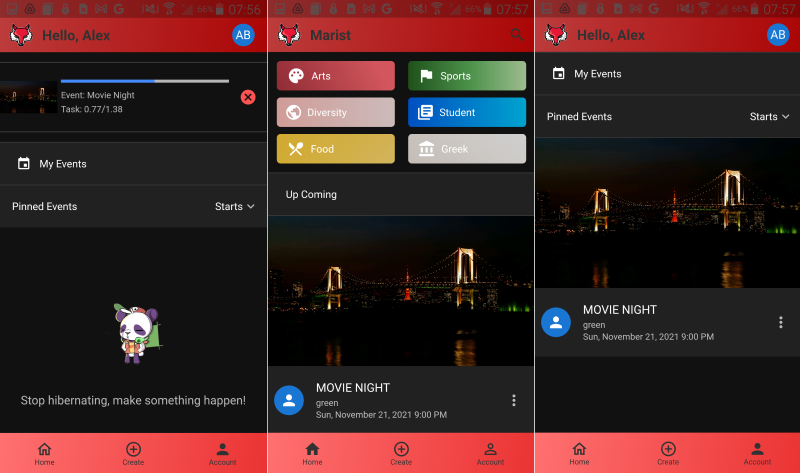 56% 07:56
Hello, Alex
AB
Event: Movie Night
Task: 0.77/1.38
My Events
Pinned Events
Starts
Stop hibernating, make something happen!
Home
Create
Account
56% 07:57
Marist
Arts
Sports
Diversity
Student
Food
Greek
Up Coming
MOVIE NIGHT
green
Sun, November 21, 2021 9:00 PM
Home
Create
Account
56% 07:57
Hello, Alex
AB
My Events
Pinned Events
Starts
MOVIE NIGHT
green
Sun, November 21, 2021 9:00 PM
Home
Create
Account